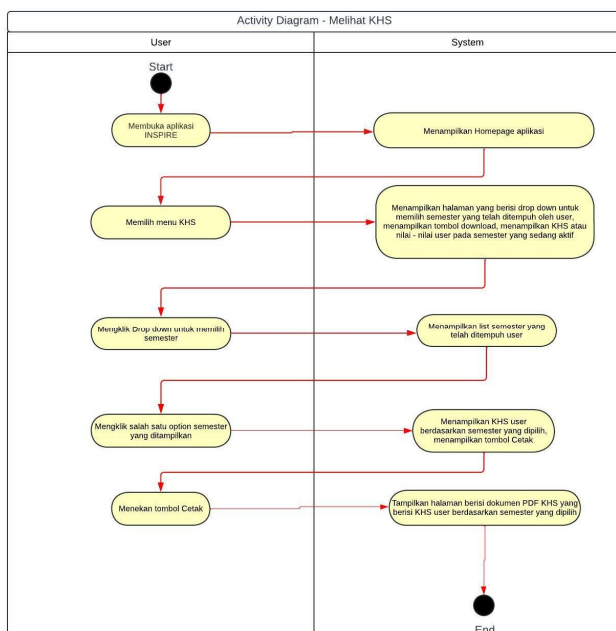 Activity Diagram - Melihat KHS
User
System
Start
Membuka aplikasi
INSPIRE
Menampilkan Homepage aplikasi
Memilih menu KHS
Menampilkan halaman yang berisi drop down untuk
memilih semester yang telah ditempuh oleh user,
menampilkan tombol download, menampilkan KHS atau
nilai - nilai user pada semester yang sedang aktif
Mengklik Drop down untuk memilih
semester
Menampilkan list semester yang
telah ditempuh user
Mengklik salah satu option semester
yang ditampilkan
Menampilkan KHS user
berdasarkan semester yang dipilih,
menampilkan tombol Cetak
Menekan tombol Cetak
Tampilkan halaman berisi dokumen PDF KHS yang
berisi KHS user berdasarkan semester yang dipilih
End